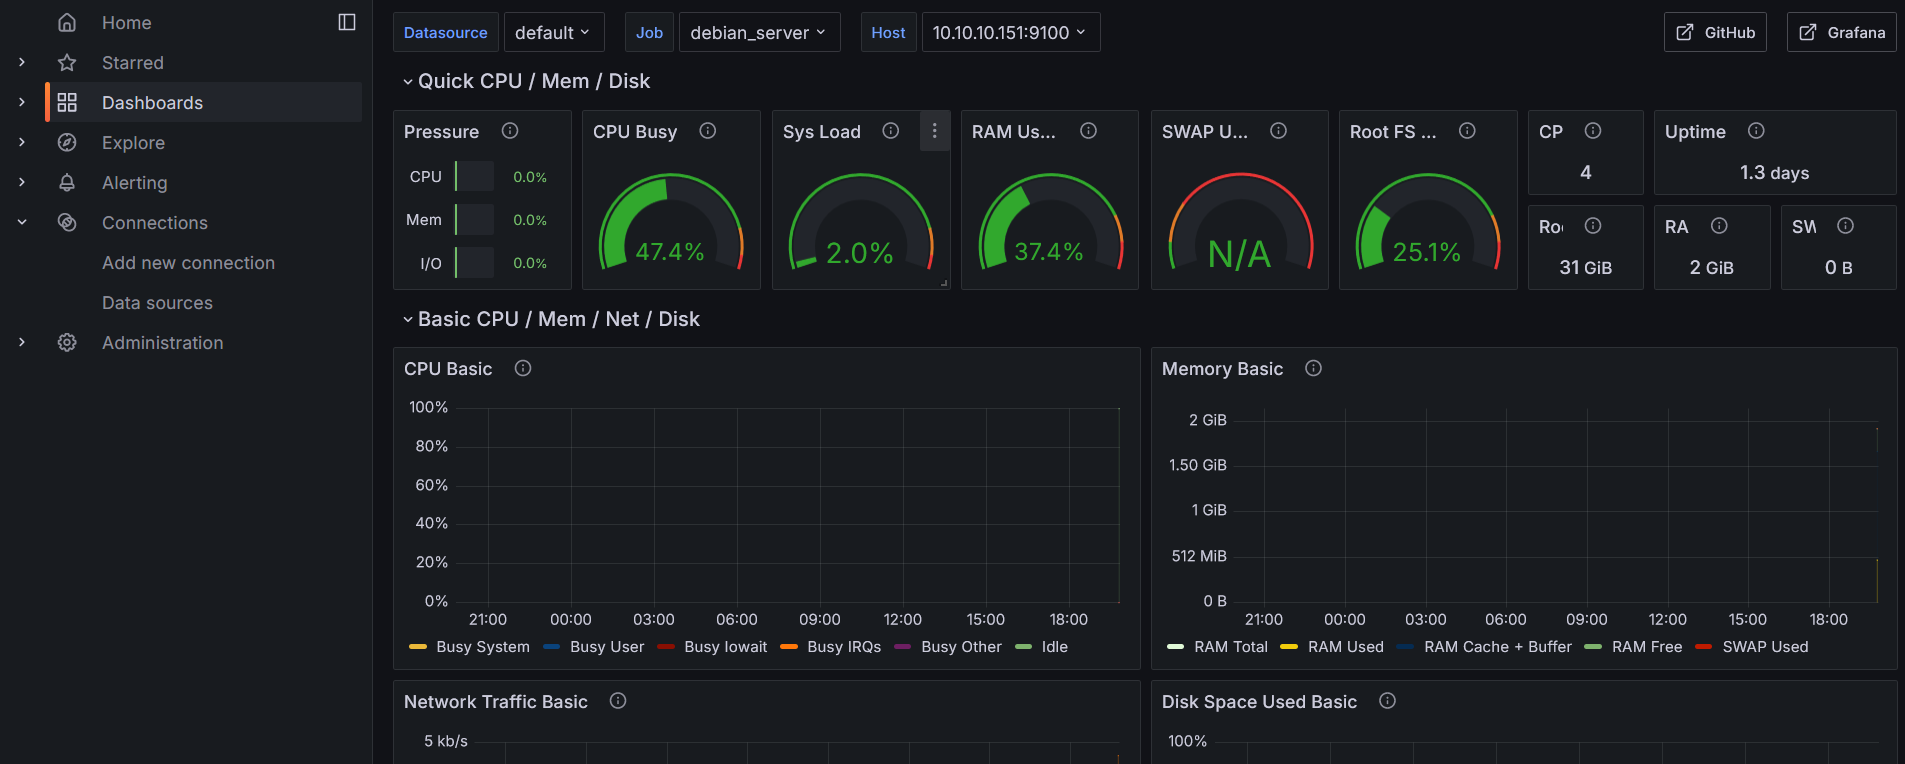 Home
Starred
Dashboards
Explore
Alerting
Connections
Add new connection
Data sources
Administration
Datasource default Job debian_server Host 10.10.10.151:9100 GitHub Grafana
Quick CPU / Mem / Disk
Pressure
CPU 0.0%
Mem 0.0%
I/O 0.0%
CPU Busy
47.4%
Sys Load
2.0%
RAM Us...
37.4%
SWAP U...
N/A
Root FS ...
25.1%
CP
4
Uptime
1.3 days
Ro
31 GiB
RA
2 GiB
SW
0 B
Basic CPU / Mem / Net / Disk
CPU Basic
100%
80%
60%
40%
20%
0%
21:00 00:00 03:00 06:00 09:00 12:00 15:00 18:00
Busy System Busy User Busy Iowait Busy IRQs Busy Other Idle
Memory Basic
2 GiB
1.50 GiB
1 GiB
512 MiB
0 B
21:00 00:00 03:00 06:00 09:00 12:00 15:00 18:00
RAM Total RAM Used RAM Cache + Buffer RAM Free SWAP Used
Network Traffic Basic
5 kb/s
Disk Space Used Basic
100%